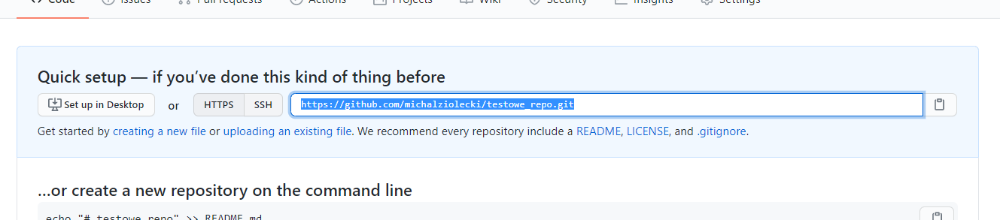 Code Issues Pull requests Actions Projects Wiki Security Insights Settings
Quick setup — if you’ve done this kind of thing before
Set up in Desktop or HTTPS SSH https://github.com/michalziolecki/testowe_repo.git
Get started by creating a new file or uploading an existing file. We recommend every repository include a README, LICENSE, and .gitignore.
…or create a new repository on the command line
echo "# testowe_repo" >> README.md